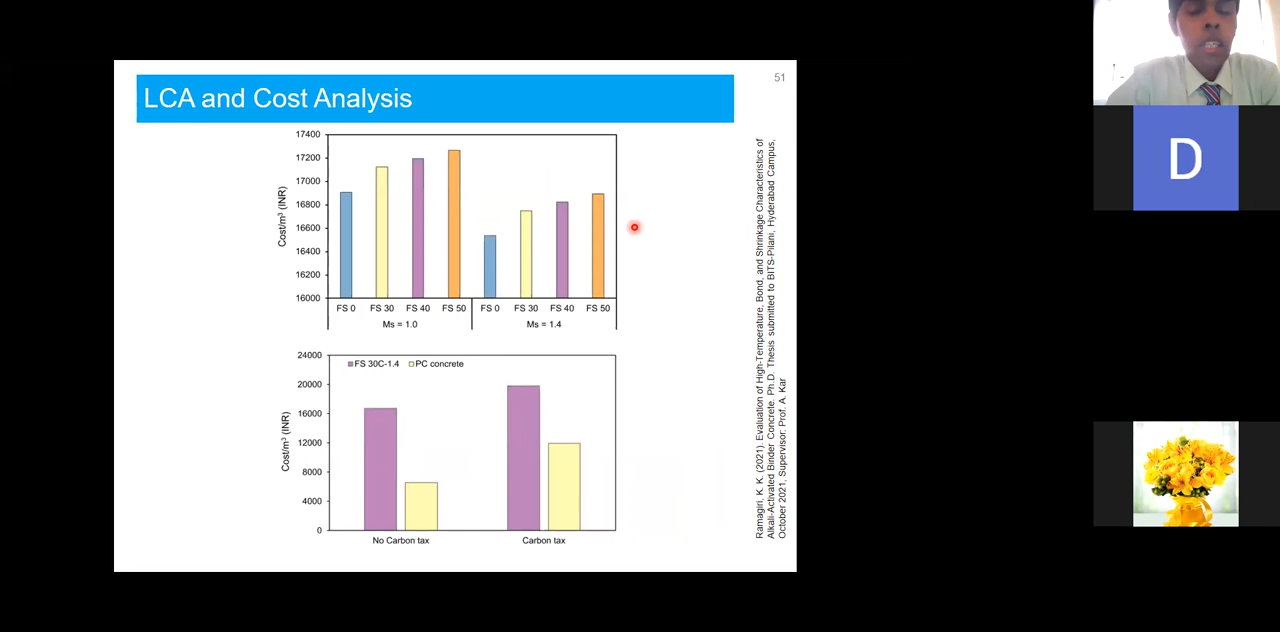 51
LCA and Cost Analysis
17400
17200
17000
16800
16600
16400
16200
16000
Cost/m³ (INR)
FS 0 FS 30 FS 40 FS 50 FS 0 FS 30 FS 40 FS 50
Ms = 1.0 Ms = 1.4
24000
20000
16000
12000
8000
4000
0
Cost/m³ (INR)
FS 30C-1.4 PC concrete
No Carbon tax Carbon tax
Ramagiri, K. K. (2021). Evaluation of High-Temperature, Bond, and Shrinkage Characteristics of
Alkali-Activated Binder Concrete, Ph.D. Thesis submitted to BITS-Pilani, Hyderabad Campus,
October 2021, Supervisor: Prof. A. Kar
D